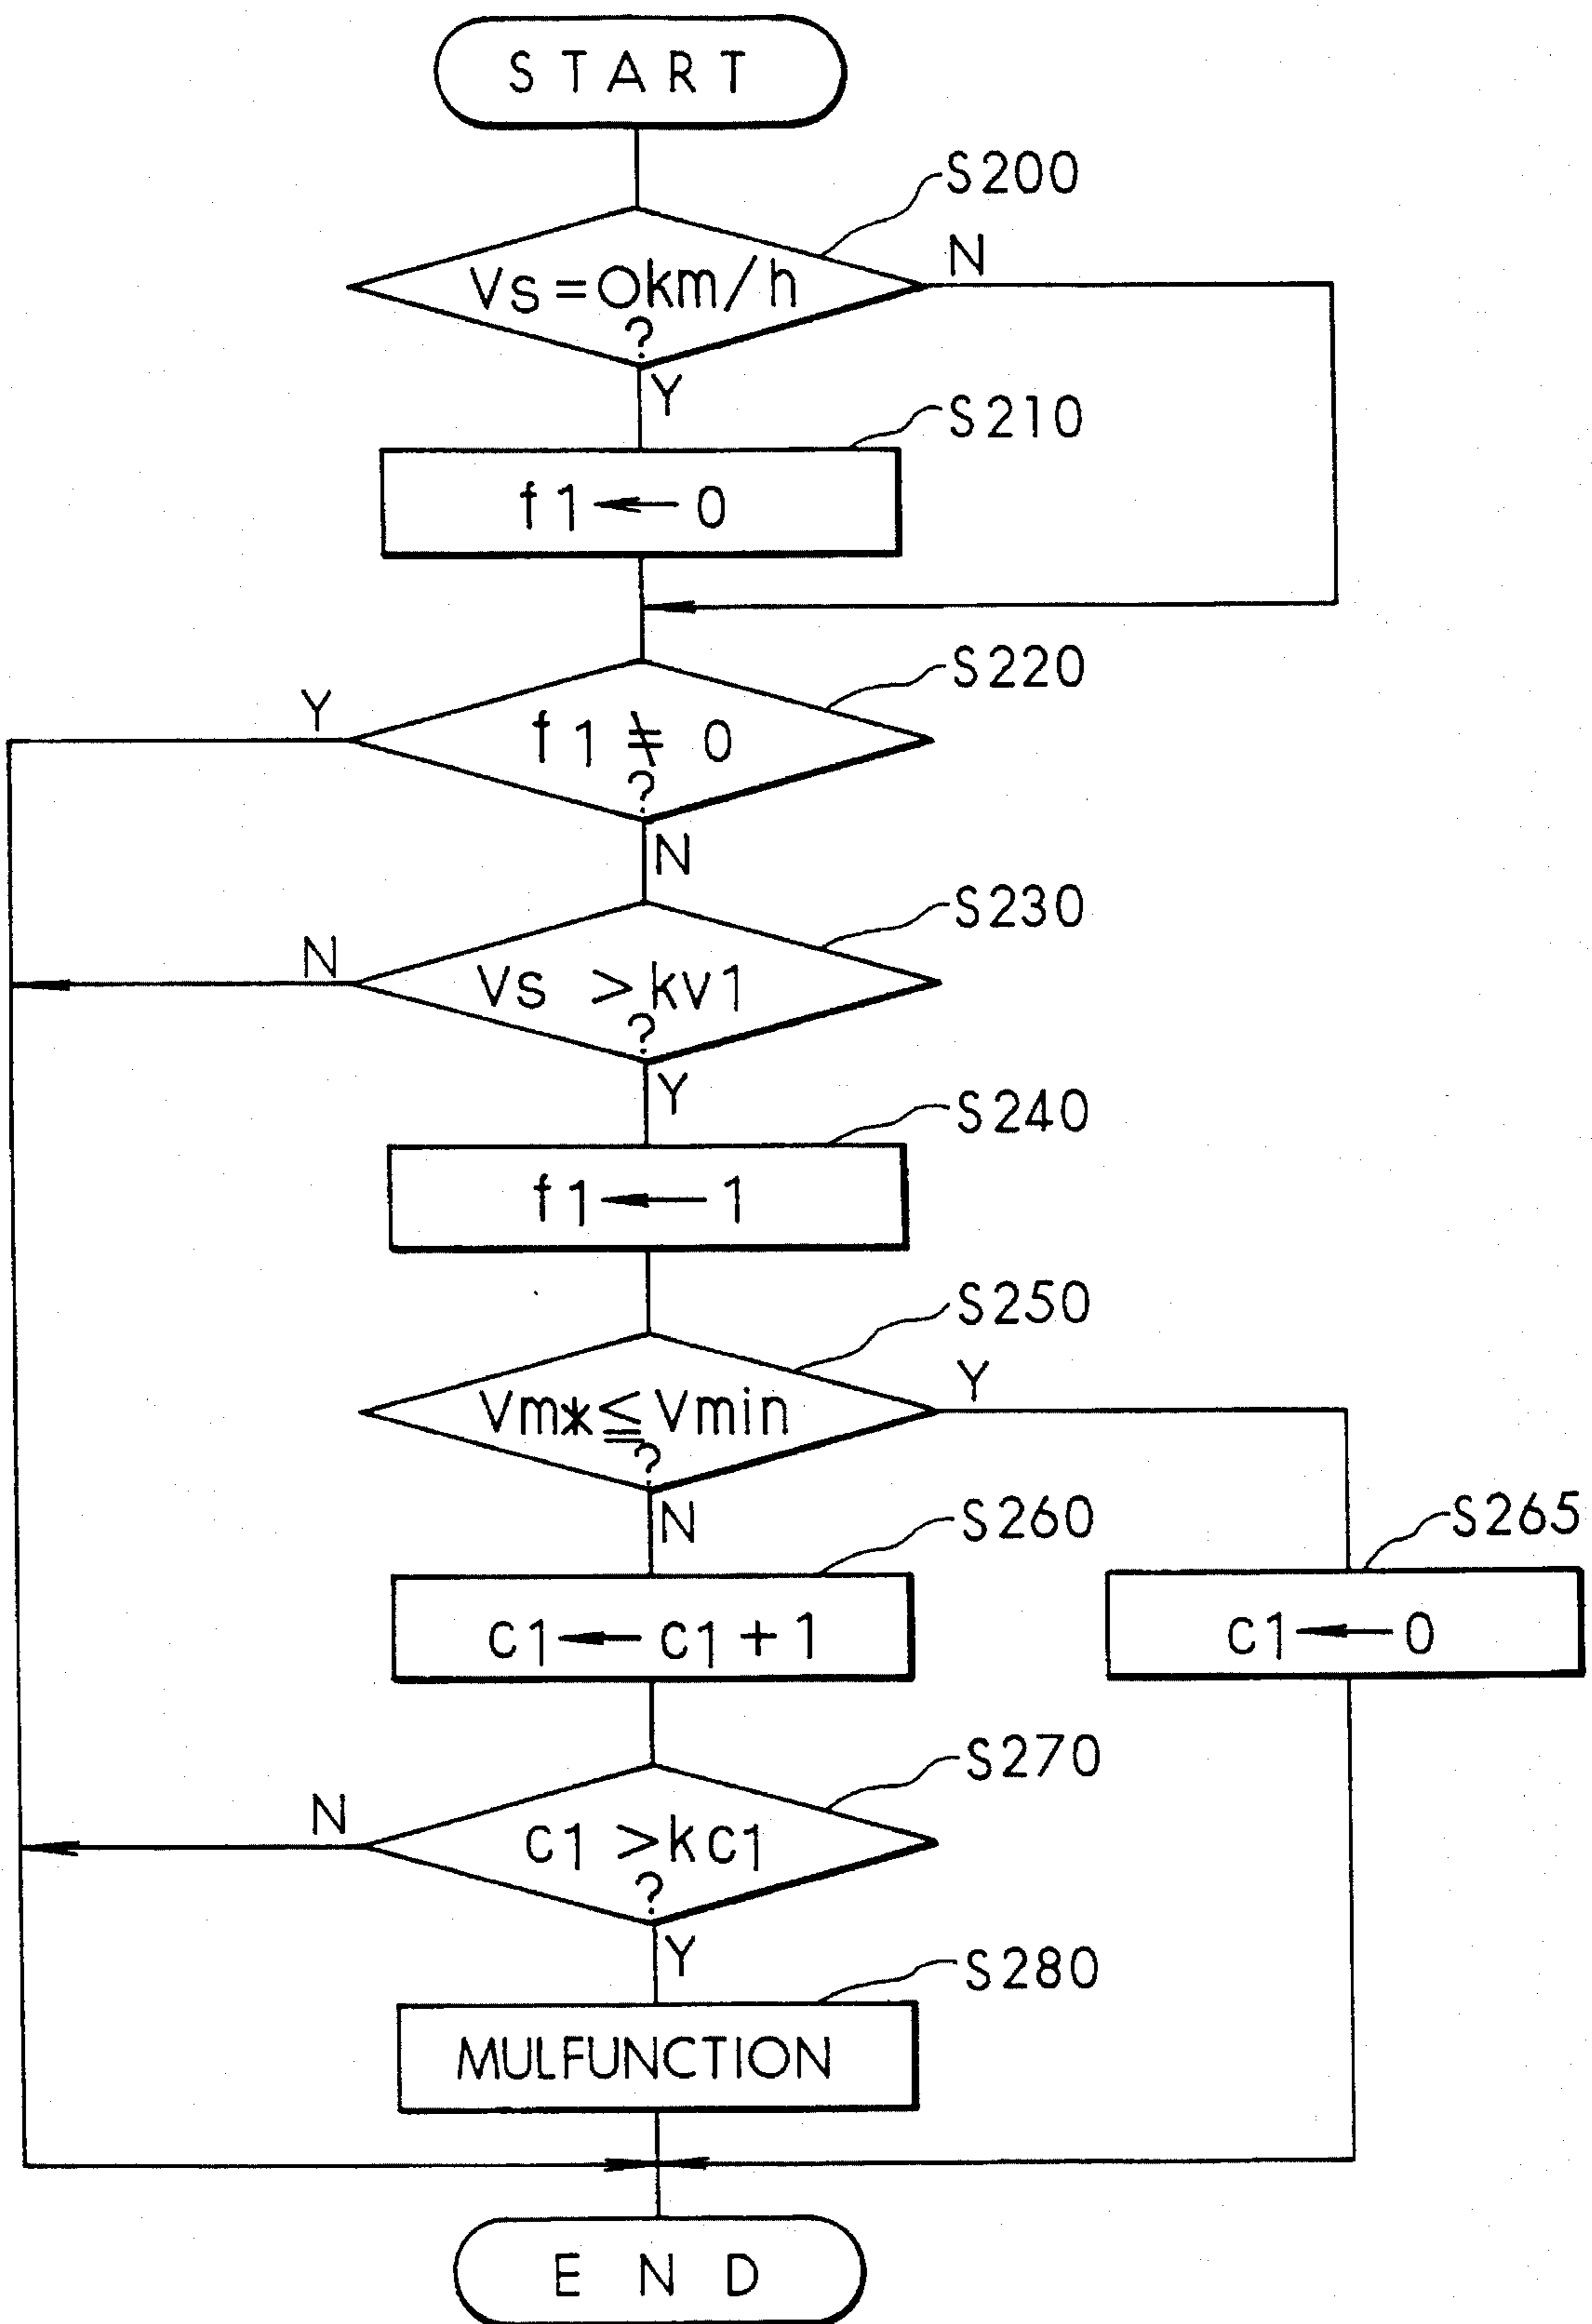 START
S200
Vs=0km/h
?
N
Y
S210
f1←0
S220
Y
f1≠0
?
N
S230
N
Vs >kv1
?
Y
S240
f1←1
S250
Y
Vm*≦Vmin
?
N
S260
S265
c1←c1+1
c1←0
S270
N
c1>kc1
?
Y
S280
MULFUNCTION
END